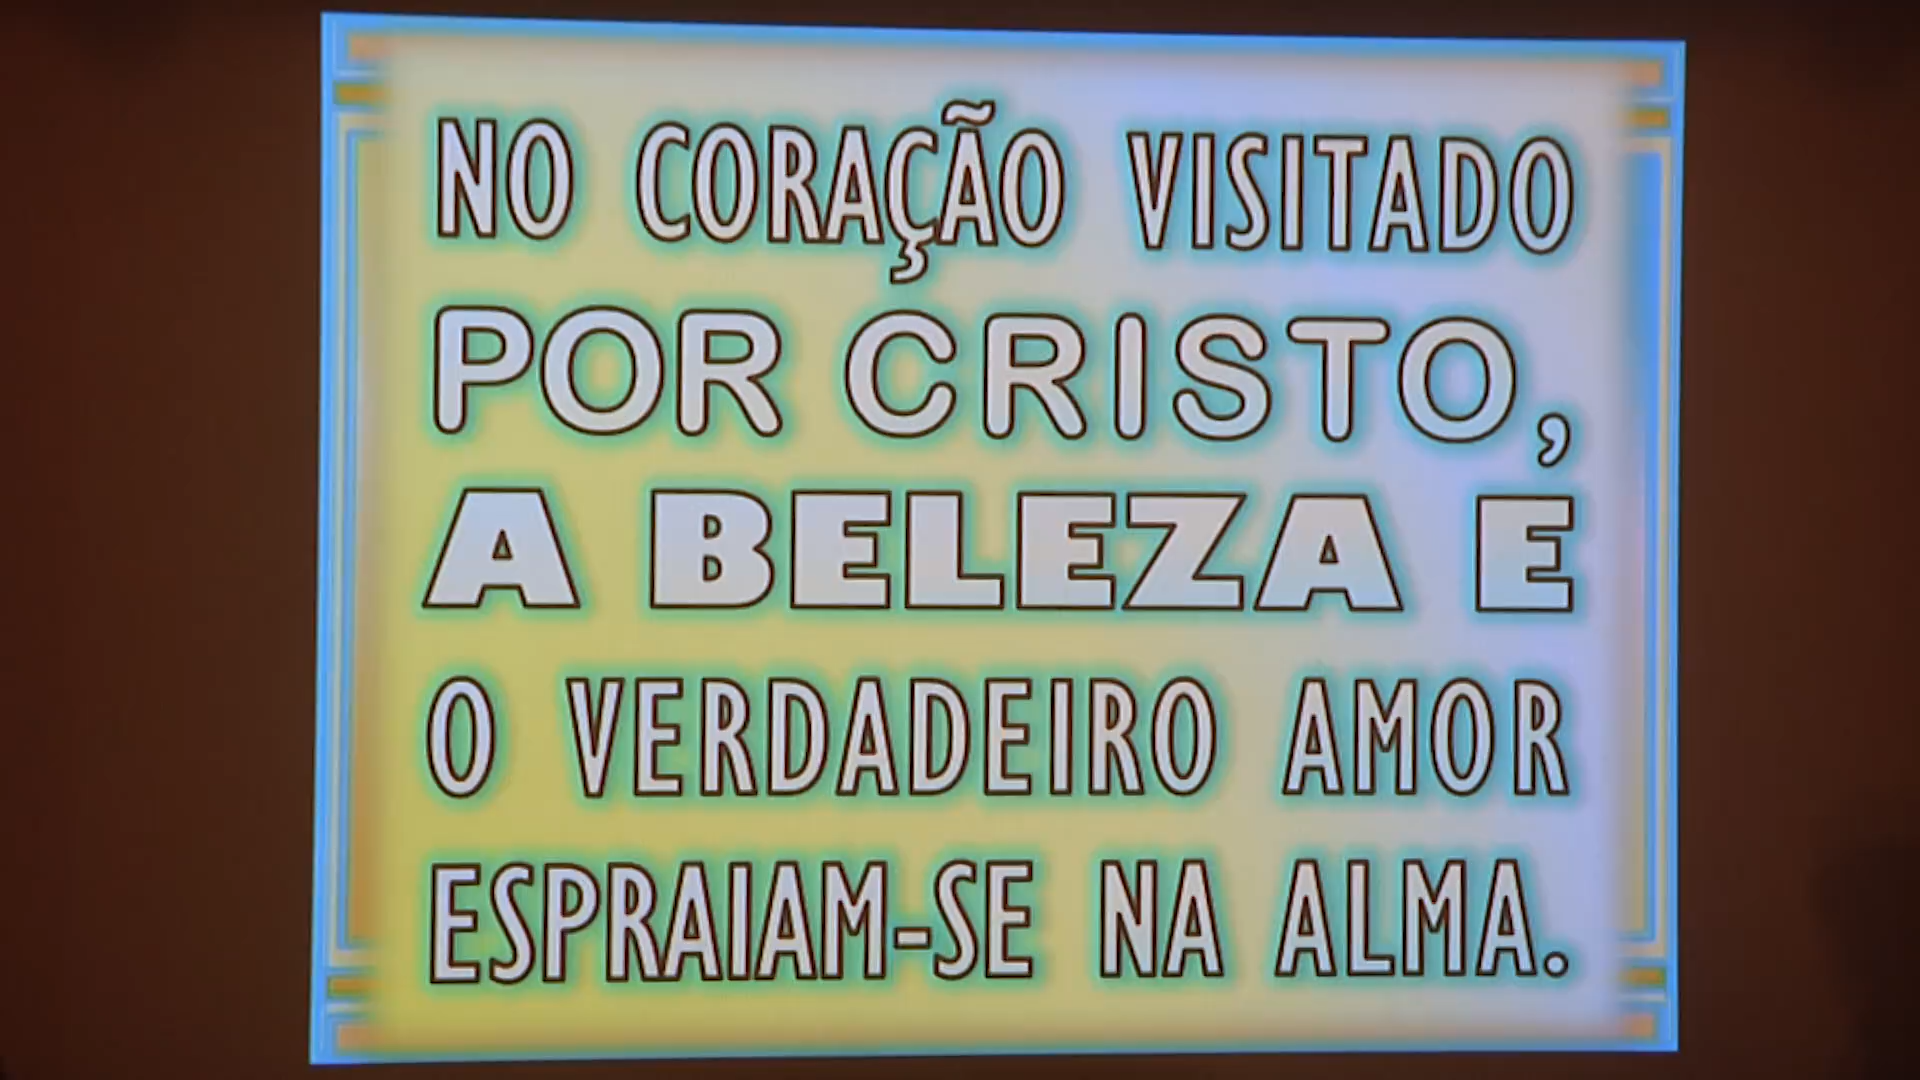 NO CORAÇÃO VISITADO
POR CRISTO,
A BELEZA E
O VERDADEIRO AMOR
ESPRAIAM-SE NA ALMA.